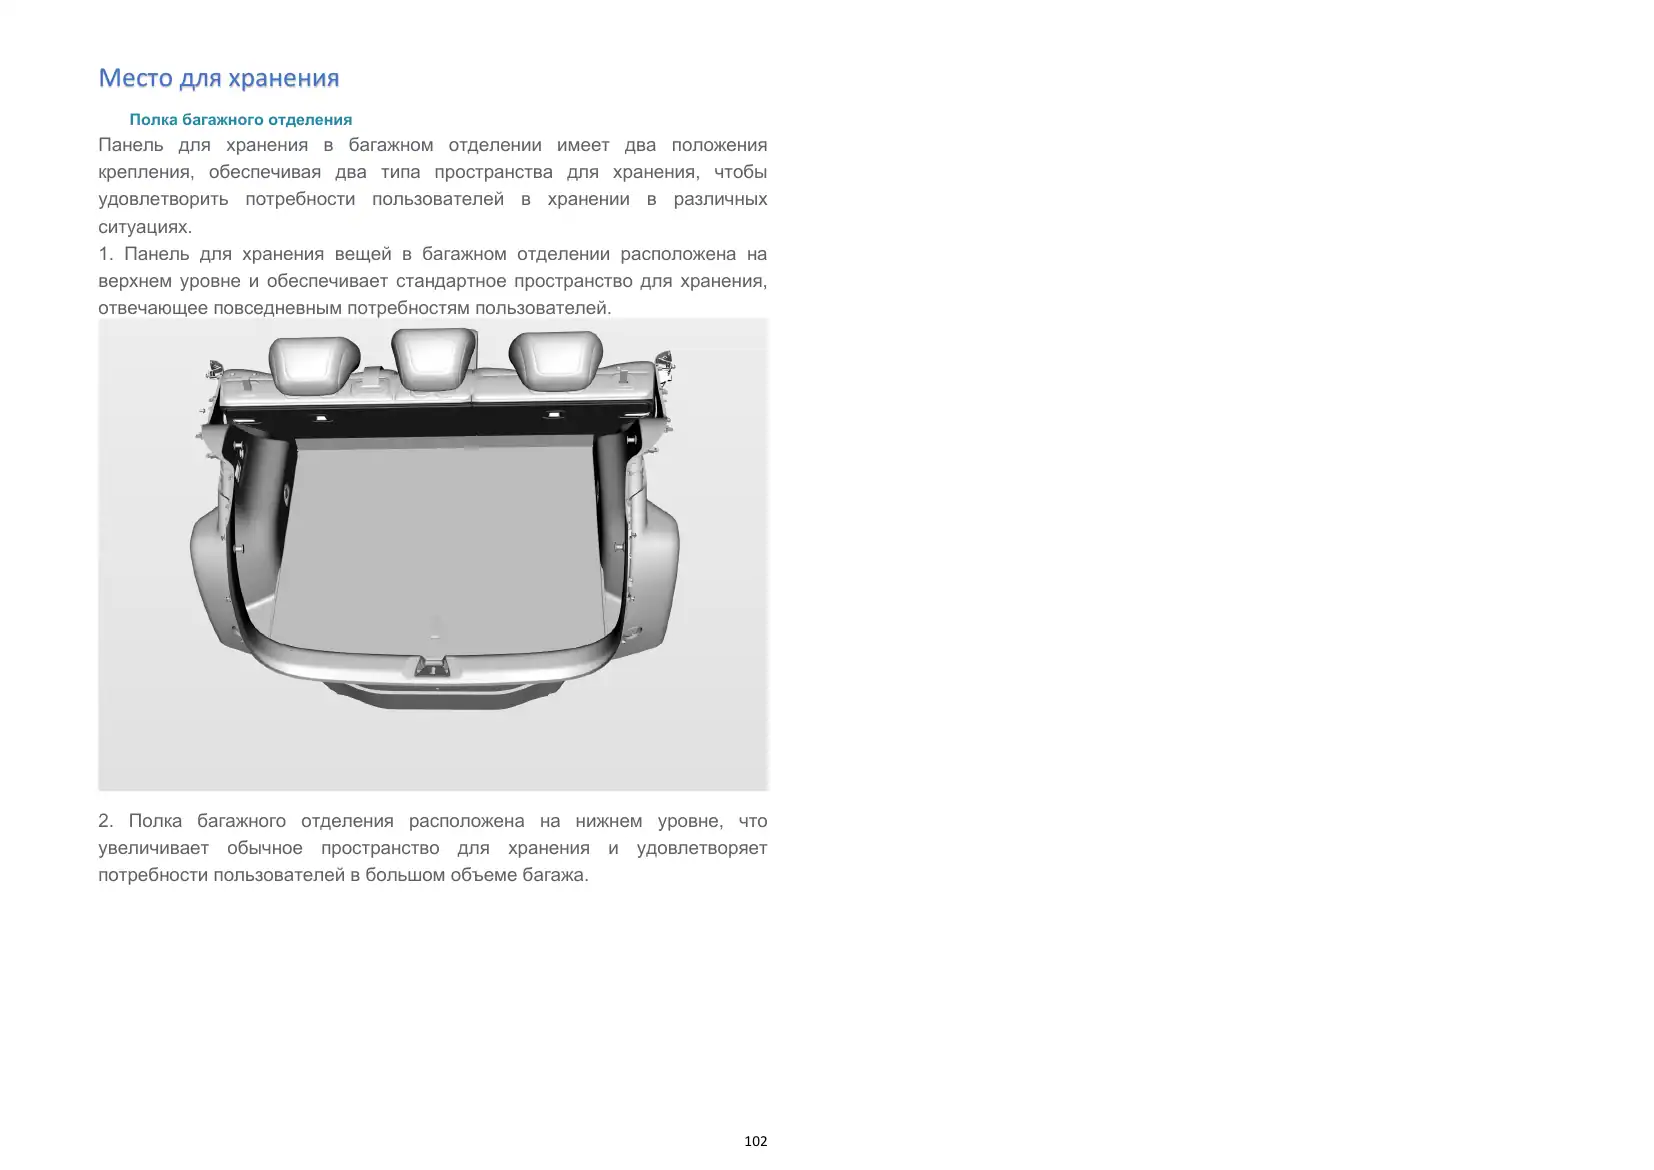 Место для хранения
Полка багажного отделения
Панель для хранения в багажном отделении имеет два положения
крепления, обеспечивая два типа пространства для хранения, чтобы
удовлетворить потребности пользователей в хранении в различных
ситуациях.
1. Панель для хранения вещей в багажном отделении расположена на
верхнем уровне и обеспечивает стандартное пространство для хранения,
отвечающее повседневным потребностям пользователей.
2. Полка багажного отделения расположена на нижнем уровне, что
увеличивает обычное пространство для хранения и удовлетворяет
потребности пользователей в большом объеме багажа.
102